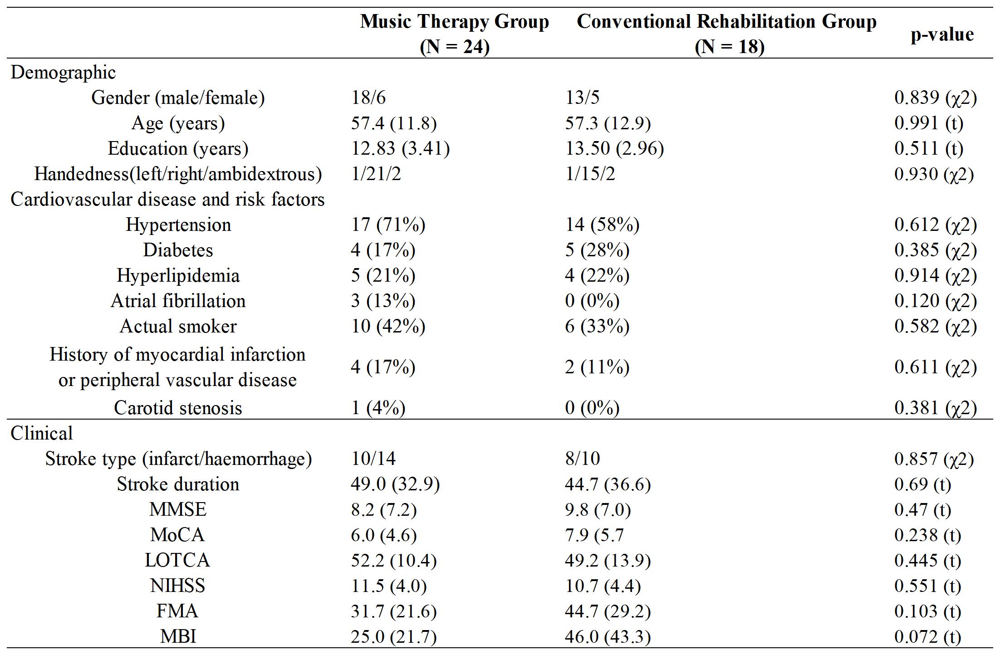 Music Therapy Group Conventional Rehabilitation Group p-value
(N = 24) (N = 18)
Demographic
Gender (male/female) 18/6 13/5 0.839 (χ2)
Age (years) 57.4 (11.8) 57.3 (12.9) 0.991 (t)
Education (years) 12.83 (3.41) 13.50 (2.96) 0.511 (t)
Handedness(left/right/ambidextrous) 1/21/2 1/15/2 0.930 (χ2)
Cardiovascular disease and risk factors
Hypertension 17 (71%) 14 (58%) 0.612 (χ2)
Diabetes 4 (17%) 5 (28%) 0.385 (χ2)
Hyperlipidemia 5 (21%) 4 (22%) 0.914 (χ2)
Atrial fibrillation 3 (13%) 0 (0%) 0.120 (χ2)
Actual smoker 10 (42%) 6 (33%) 0.582 (χ2)
History of myocardial infarction
or peripheral vascular disease 4 (17%) 2 (11%) 0.611 (χ2)
Carotid stenosis 1 (4%) 0 (0%) 0.381 (χ2)
Clinical
Stroke type (infarct/haemorrhage) 10/14 8/10 0.857 (χ2)
Stroke duration 49.0 (32.9) 44.7 (36.6) 0.69 (t)
MMSE 8.2 (7.2) 9.8 (7.0) 0.47 (t)
MoCA 6.0 (4.6) 7.9 (5.7 0.238 (t)
LOTCA 52.2 (10.4) 49.2 (13.9) 0.445 (t)
NIHSS 11.5 (4.0) 10.7 (4.4) 0.551 (t)
FMA 31.7 (21.6) 44.7 (29.2) 0.103 (t)
MBI 25.0 (21.7) 46.0 (43.3) 0.072 (t)